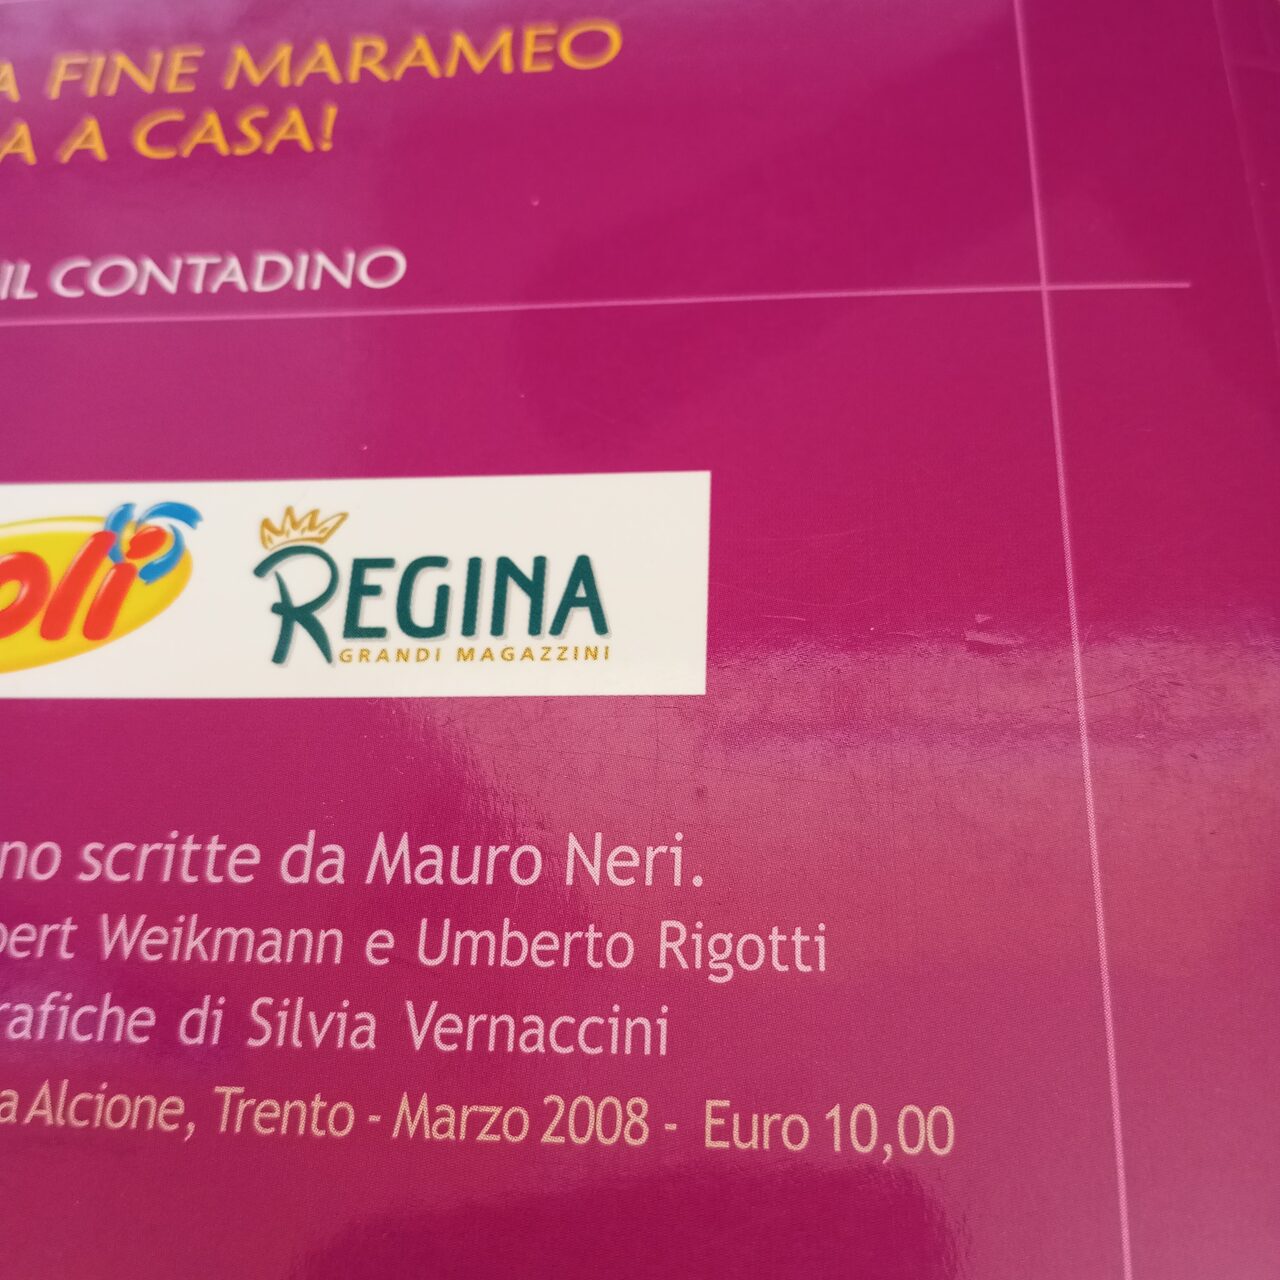 A FINE MARAMEO
A A CASA!
IL CONTADINO
oli
REGINA
GRANDI MAGAZZINI
no scritte da Mauro Neri.
bert Weikmann e Umberto Rigotti
rafiche di Silvia Vernaccini
a Alcione, Trento - Marzo 2008 - Euro 10,00